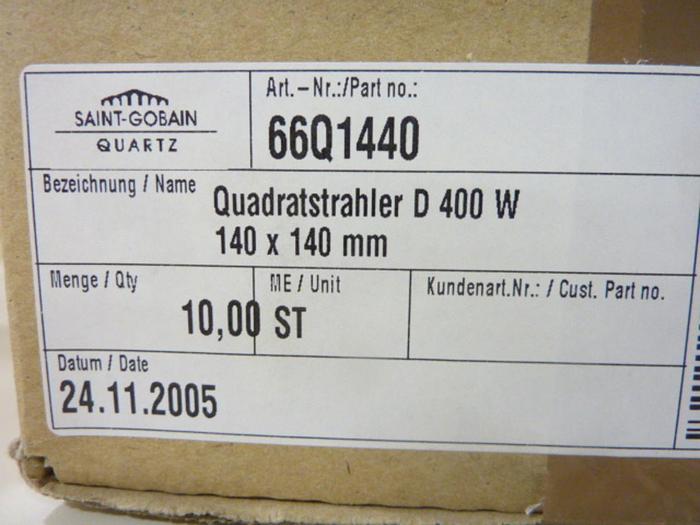 SAINT-GOBAIN
QUARTZ
Art.-Nr.:/Part no.:
66Q1440
Bezeichnung / Name
Quadratstrahler D 400 W
140 x 140 mm
Menge / Qty
10,00
ME / Unit
ST
Kundenart.Nr.: / Cust. Part no.
Datum / Date
24.11.2005